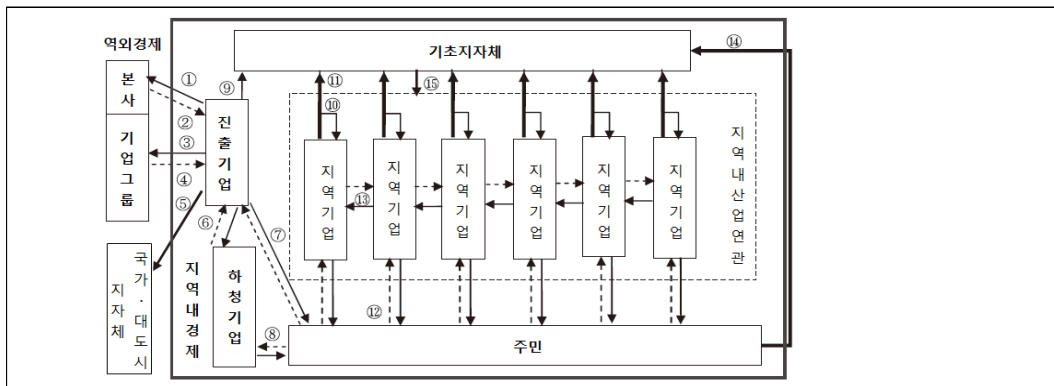 역외경제
기초지자체
⑭
본사
①
⑨
⑪
⑮
②
⑩
기업그룹
③
진출기업
④
지역기업
지역기업
지역기업
지역기업
지역기업
지역기업
지역내산업연관
⑬
⑤
⑥
⑦
국가·대도시
지자체
지역내경제
하청기업
⑫
⑧
주민